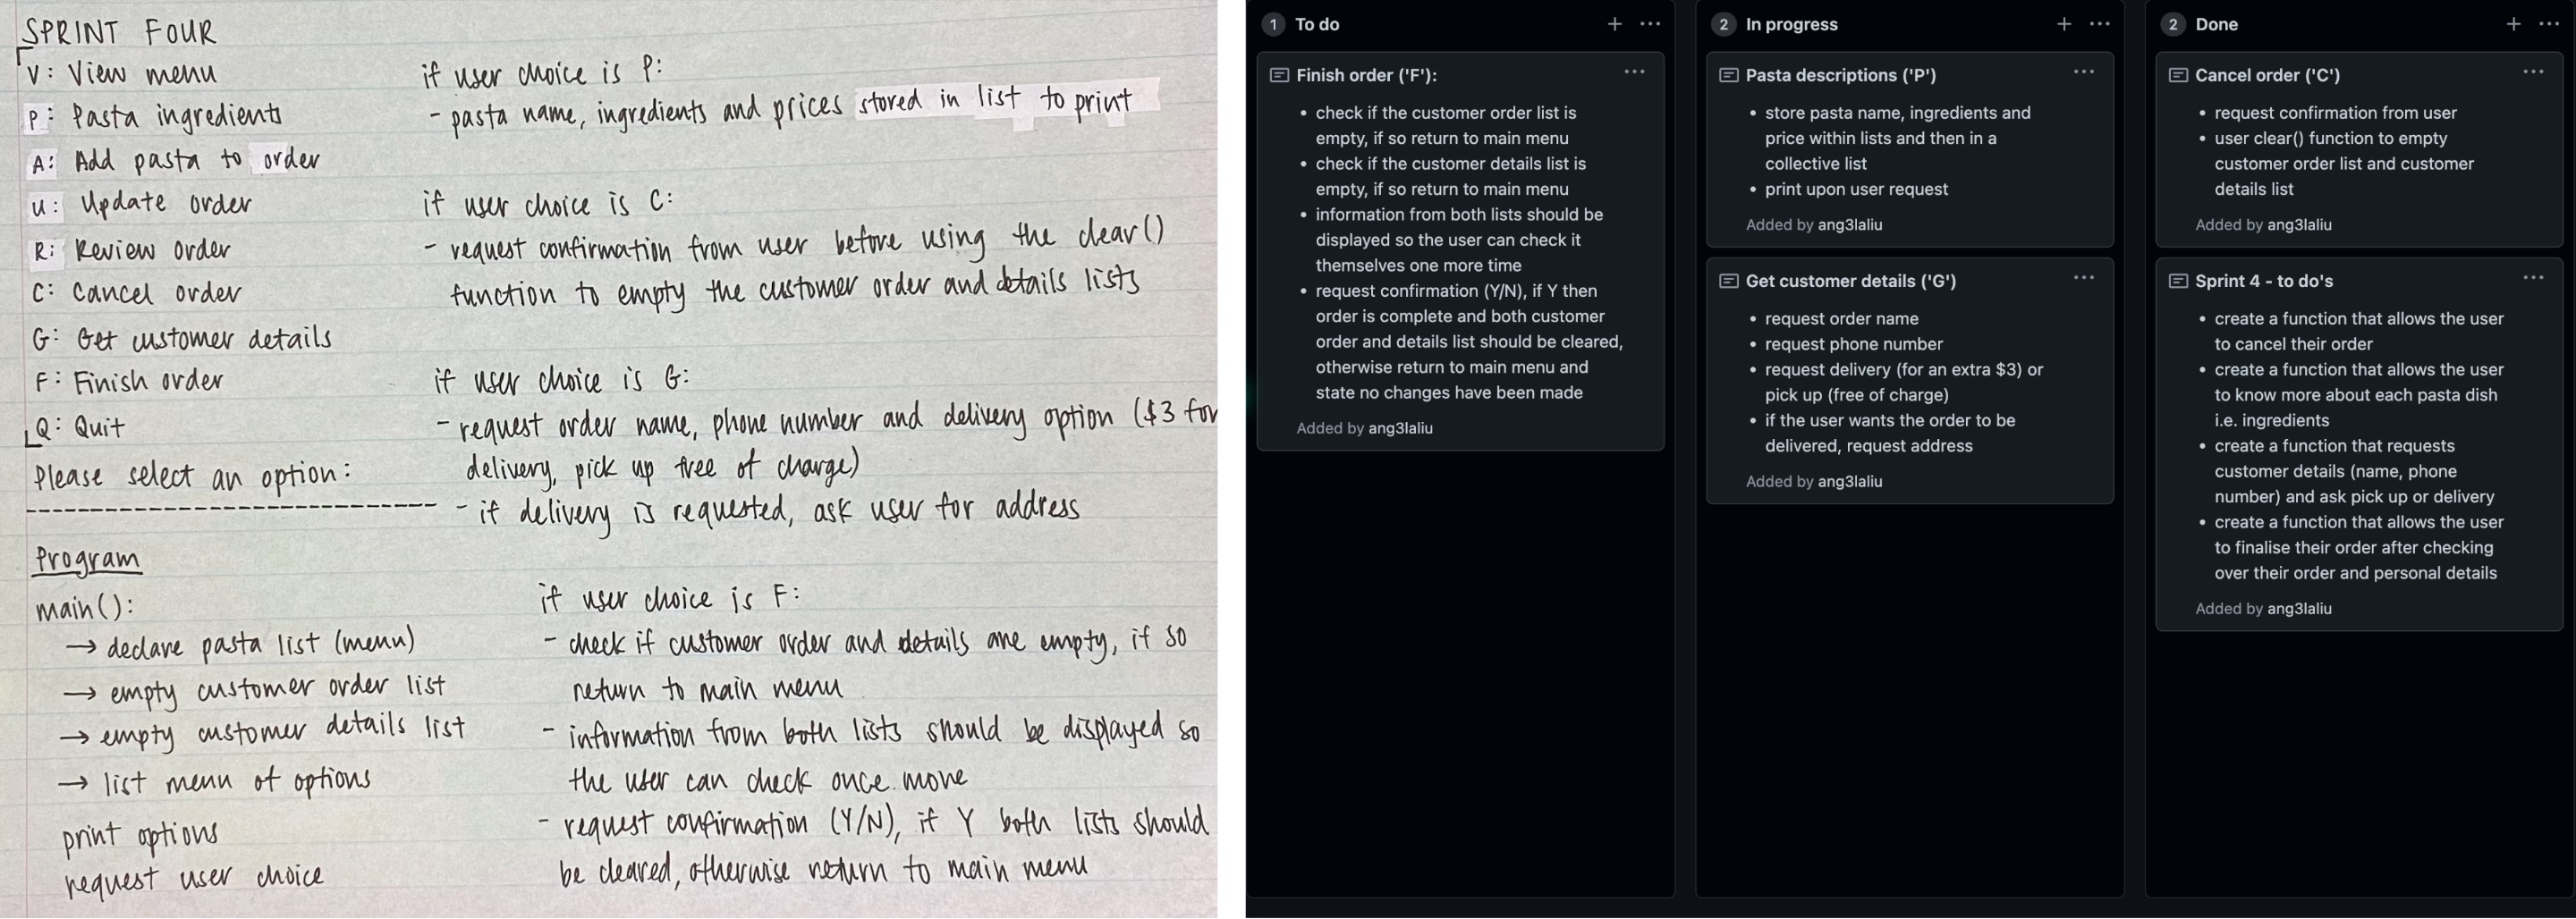 SPRINT FOUR
V: View menu
P: Pasta ingredients
A: Add pasta to order
U: Update order
R: Review order
C: Cancel order
G: Get customer details
F: Finish order
Q: Quit
Please select an option:
Program
main():
→ declare pasta list (menu)
→ empty customer order list
→ empty customer details list
→ list menu of options
print options
request user choice
if user choice is P:
- pasta name, ingredients and prices stored in list to print
if user choice is C:
- request confirmation from user before using the clear()
function to empty the customer order and details lists
if user choice is G:
- request order name, phone number and delivery option ($3 for
delivery, pick up free of charge)
- if delivery is requested, ask user for address
if user choice is F:
- check if customer order and details are empty, if so
return to main menu
- information from both lists should be displayed so
the user can check once more
- request confirmation (Y/N), if Y both lists should
be cleared, otherwise return to main menu
1 To do
Finish order ('F'):
• check if the customer order list is
empty, if so return to main menu
• check if the customer details list is
empty, if so return to main menu
• information from both lists should be
displayed so the user can check it
themselves one more time
• request confirmation (Y/N), if Y then
order is complete and both customer
order and details list should be cleared,
otherwise return to main menu and
state no changes have been made
Added by ang3laliu
2 In progress
Pasta descriptions ('P')
• store pasta name, ingredients and
price within lists and then in a
collective list
• print upon user request
Added by ang3laliu
Get customer details ('G')
• request order name
• request phone number
• request delivery (for an extra $3) or
pick up (free of charge)
• if the user wants the order to be
delivered, request address
Added by ang3laliu
2 Done
Cancel order ('C')
• request confirmation from user
• user clear() function to empty
customer order list and customer
details list
Added by ang3laliu
Sprint 4 - to do's
• create a function that allows the user
to cancel their order
• create a function that allows the user
to know more about each pasta dish
i.e. ingredients
• create a function that requests
customer details (name, phone
number) and ask pick up or delivery
• create a function that allows the user
to finalise their order after checking
over their order and personal details
Added by ang3laliu